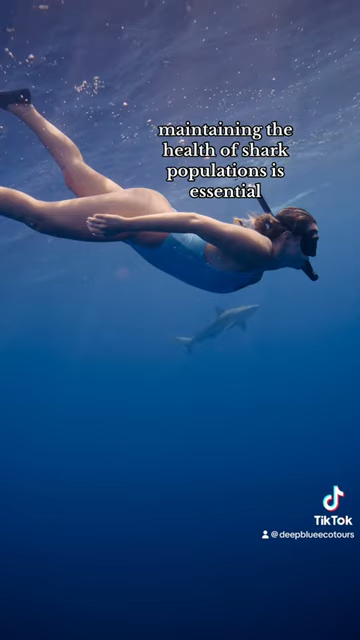 maintaining the
health of shark
populations is
essential
TikTok
@deepblueecotours